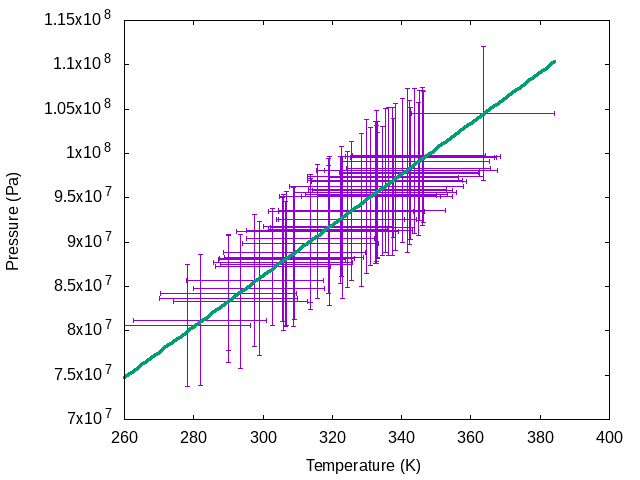 1.15x10^8
1.1x10^8
1.05x10^8
1x10^8
9.5x10^7
9x10^7
8.5x10^7
8x10^7
7.5x10^7
7x10^7
Pressure (Pa)
260 280 300 320 340 360 380 400
Temperature (K)